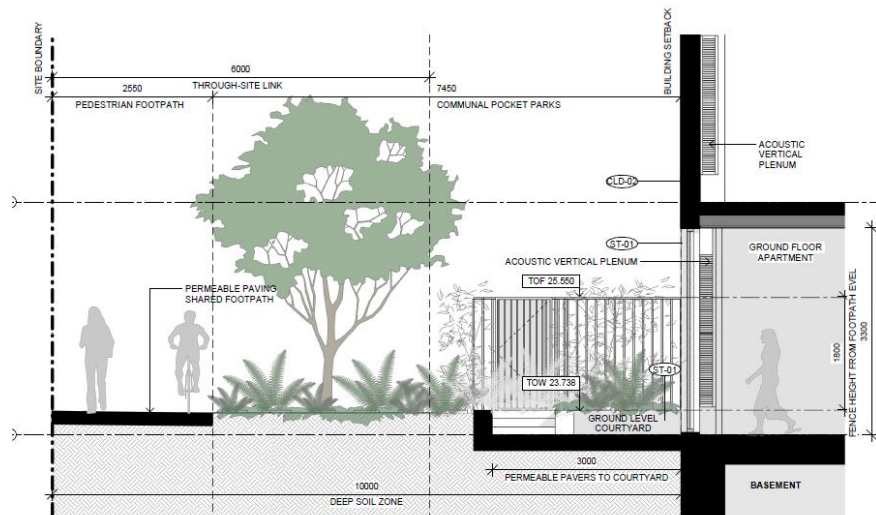 SITE BOUNDARY
BUILDING SETBACK
6000
THROUGH-SITE LINK
2550
7450
PEDESTRIAN FOOTPATH
COMMUNAL POCKET PARKS
ACOUSTIC
VERTICAL
PLENUM
CLD-02
ST-01
GROUND FLOOR
APARTMENT
ACOUSTIC VERTICAL PLENUM
TOF 25.550
PERMEABLE PAVING
SHARED FOOTPATH
1800
3300
FENCE HEIGHT FROM FOOTPATH LEVEL
ST-01
TOW 23.738
GROUND LEVEL
COURTYARD
3000
PERMEABLE PAVERS TO COURTYARD
10000
DEEP SOIL ZONE
BASEMENT